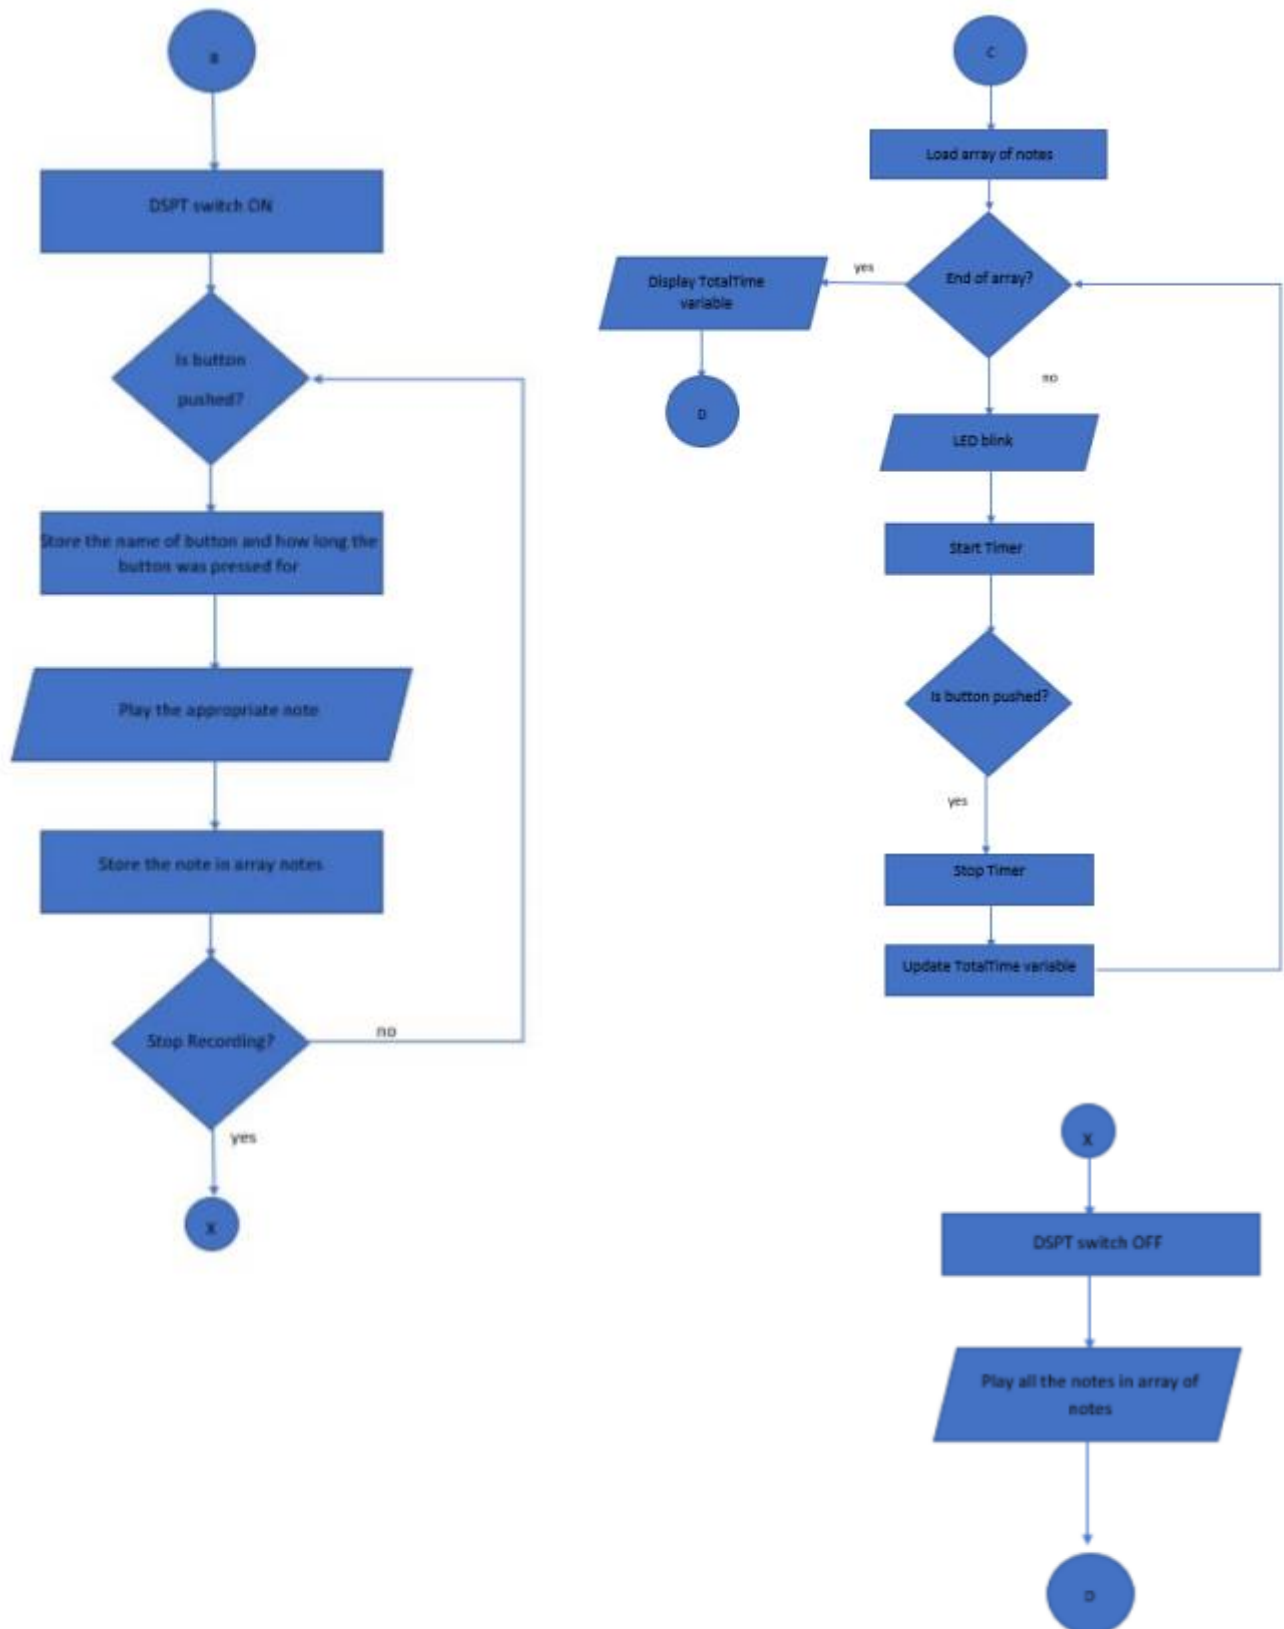 B
DSPT switch ON
Is button
pushed?
Store the name of button and how long the
button was pressed for
Play the appropriate note
Store the note in array notes
Stop Recording?
no
yes
X
C
Load array of notes
End of array?
yes
Display TotalTime
variable
D
no
LED blink
Start Timer
Is button pushed?
yes
Stop Timer
Update TotalTime variable
X
DSPT switch OFF
Play all the notes in array of
notes
D